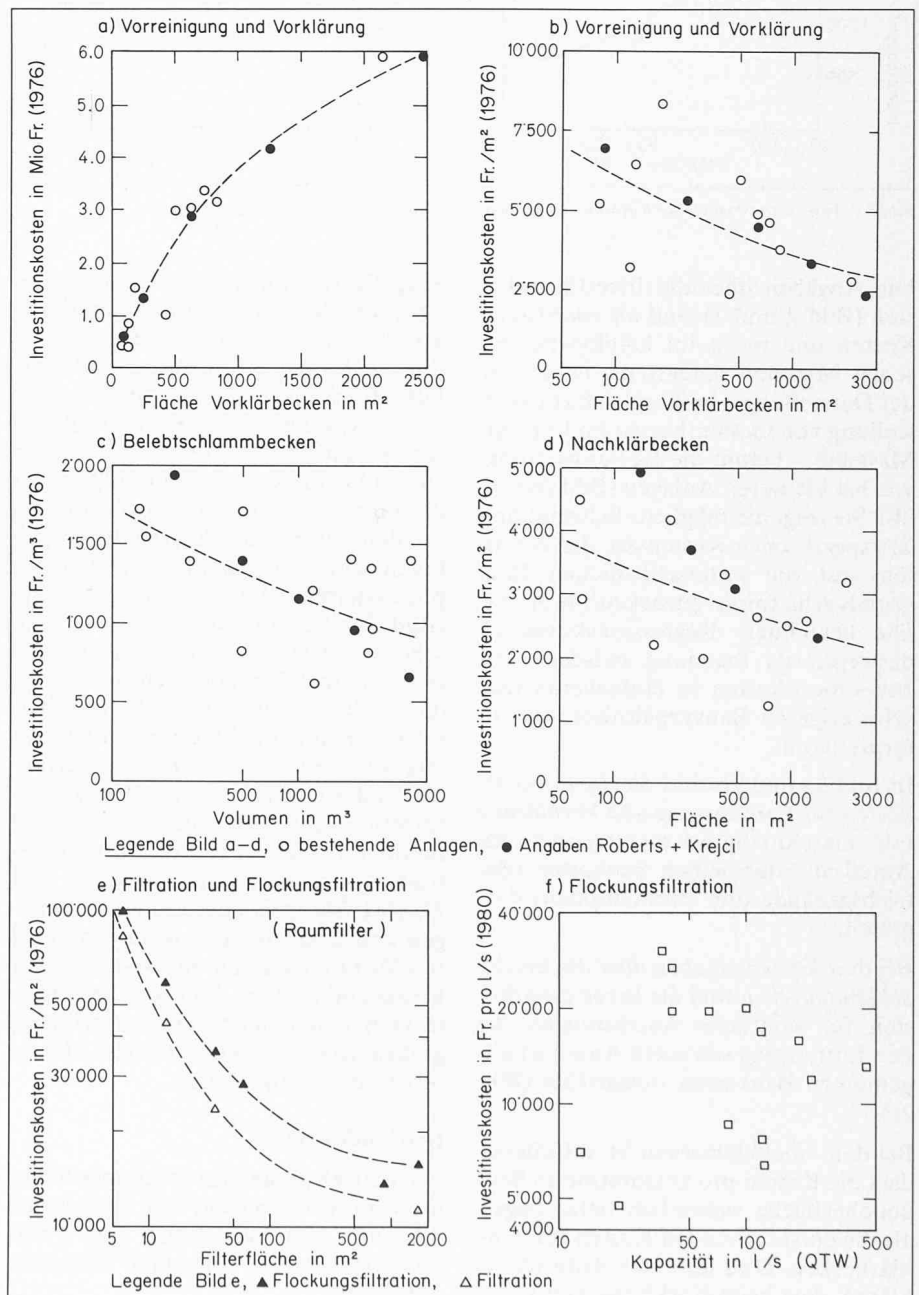 a) Vorreinigung und Vorklärung
Investitionskosten in Mio Fr. (1976)
6.0
5.0
4.0
3.0
2.0
1.0
0
0 500 1000 1500 2000 2500
Fläche Vorklärbecken in m²
b) Vorreinigung und Vorklärung
Investitionskosten in Fr./m² (1976)
10'000
7'500
5'000
2'500
0
50 100 500 1000 3000
Fläche Vorklärbecken in m²
c) Belebtschlammbecken
Investitionskosten in Fr./m³ (1976)
2'000
1500
1000
500
0
100 500 1000 5000
Volumen in m³
d) Nachklärbecken
Investitionskosten in Fr./m² (1976)
5'000
4'000
3'000
2'000
1'000
0
50 100 500 1000 3000
Fläche in m²
Legende Bild a–d, o bestehende Anlagen, ● Angaben Roberts + Krejci
e) Filtration und Flockungsfiltration
(Raumfilter)
Investitionskosten in Fr./m² (1976)
100'000
50'000
30'000
10'000
5 10 50 100 500 1000 2000
Filterfläche in m²
Legende Bild e, ▲ Flockungsfiltration, △ Filtration
f) Flockungsfiltration
Investitionskosten in Fr. pro l/s (1980)
40'000
20'000
10'000
5'000
4'000
10 50 100 500
Kapazität in l/s (QTW)